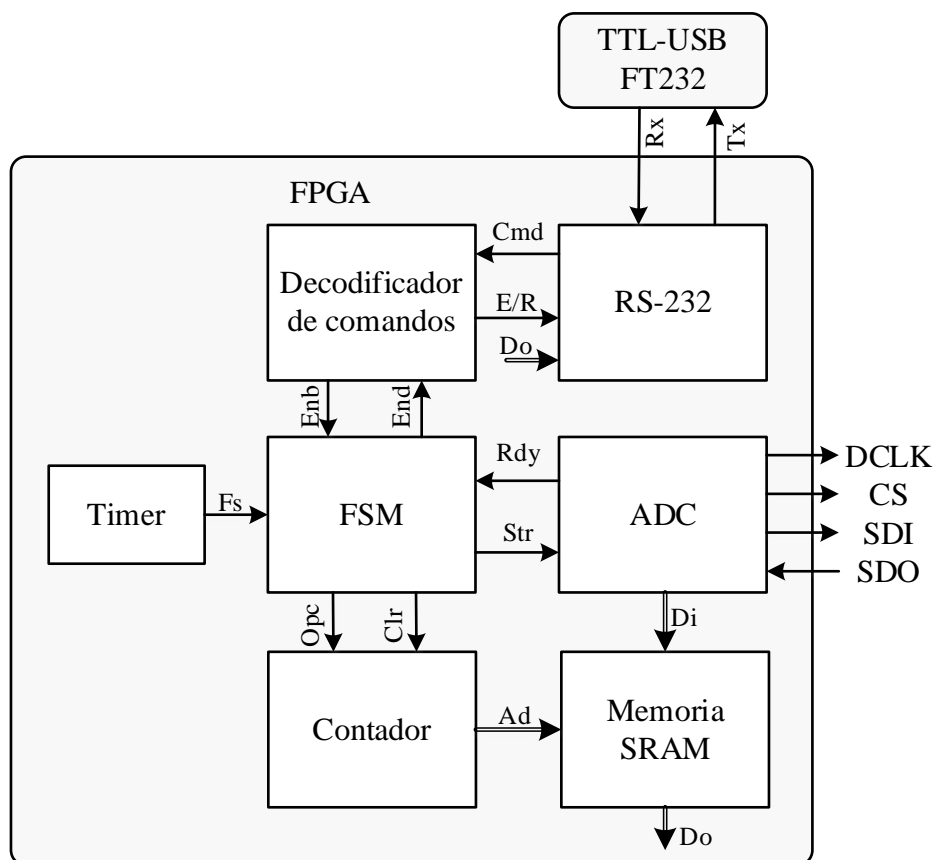 TTL-USB
FT232
Rx
Tx
FPGA
Cmd
Decodificador
de comandos
E/R
Do
RS-232
Enb
End
Timer
Fs
FSM
Rdy
Str
ADC
DCLK
CS
SDI
SDO
Opc
Clr
Di
Contador
Ad
Memoria
SRAM
Do